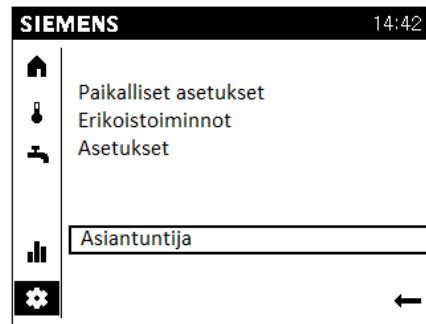 SIEMENS 14:42
Paikalliset asetukset
Erikoistoiminnot
Asetukset
Asiantuntija